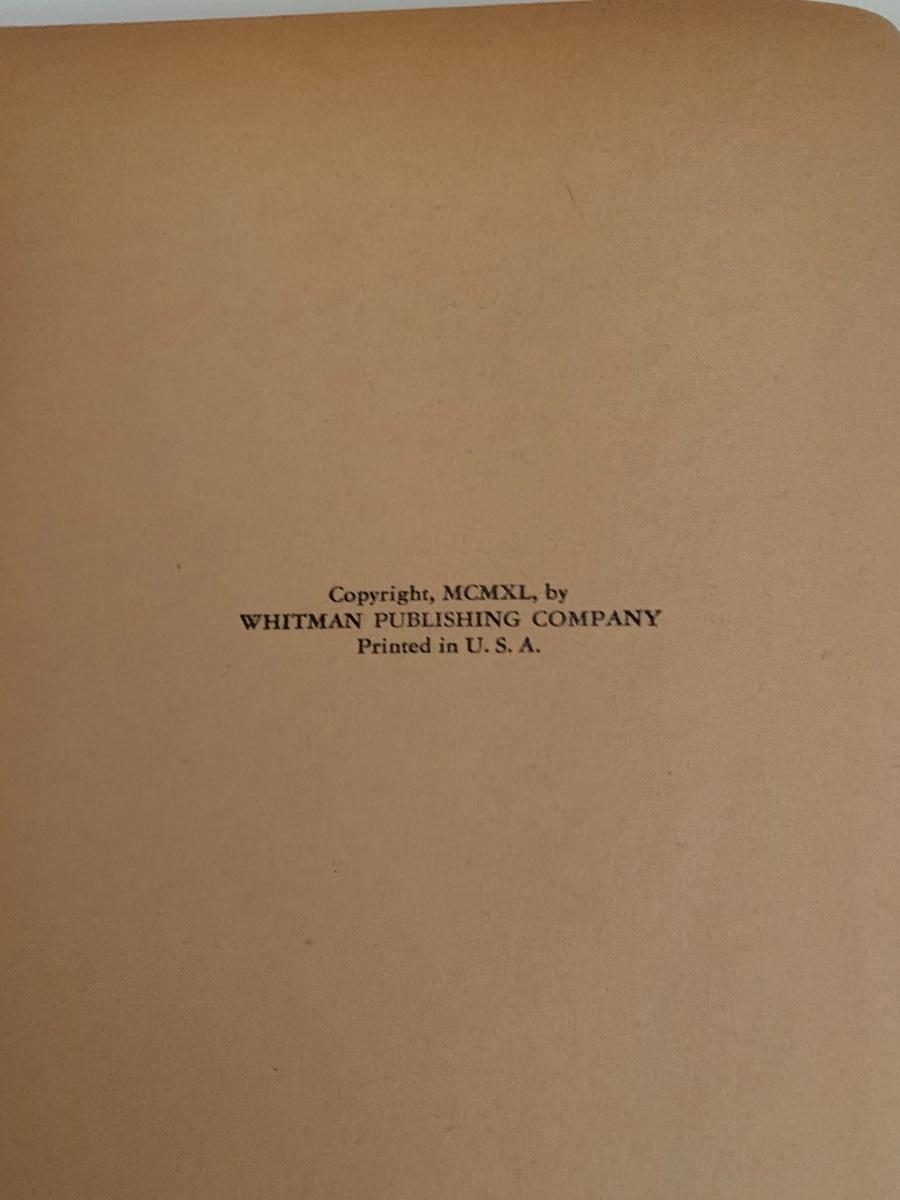 Copyright, MCMXL, by
WHITMAN PUBLISHING COMPANY
Printed in U. S. A.